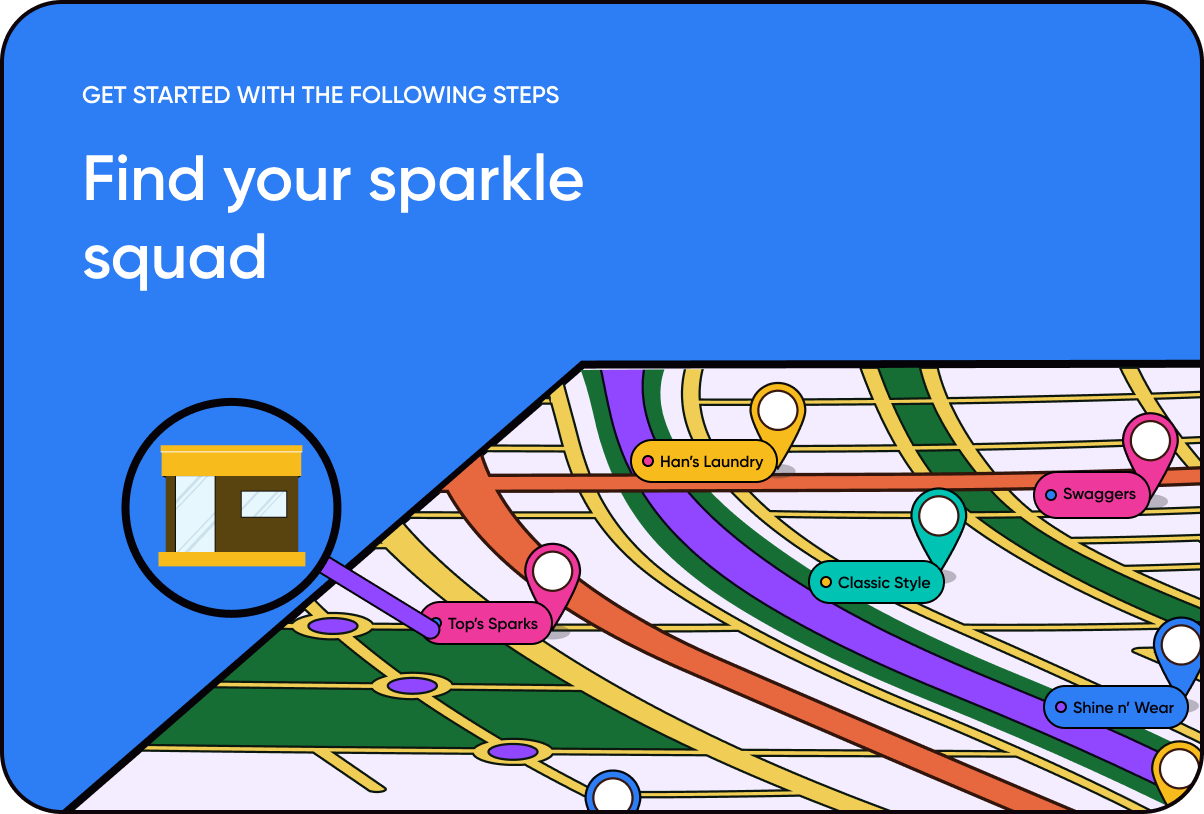 GET STARTED WITH THE FOLLOWING STEPS
Find your sparkle
squad
Han's Laundry
Swaggers
Classic Style
Top's Sparks
Shine n' Wear